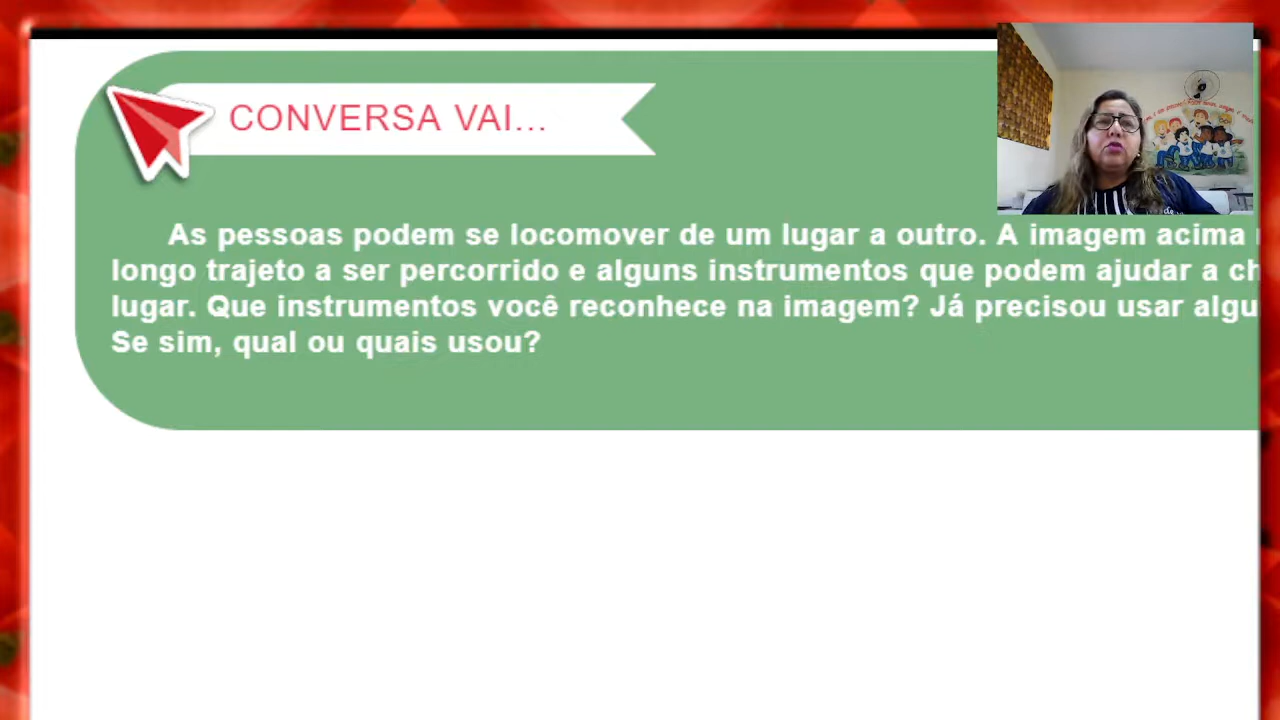 CONVERSA VAI...
As pessoas podem se locomover de um lugar a outro. A imagem acima
longo trajeto a ser percorrido e alguns instrumentos que podem ajudar a
lugar. Que instrumentos você reconhece na imagem? Já precisou usar
Se sim, qual ou quais usou?